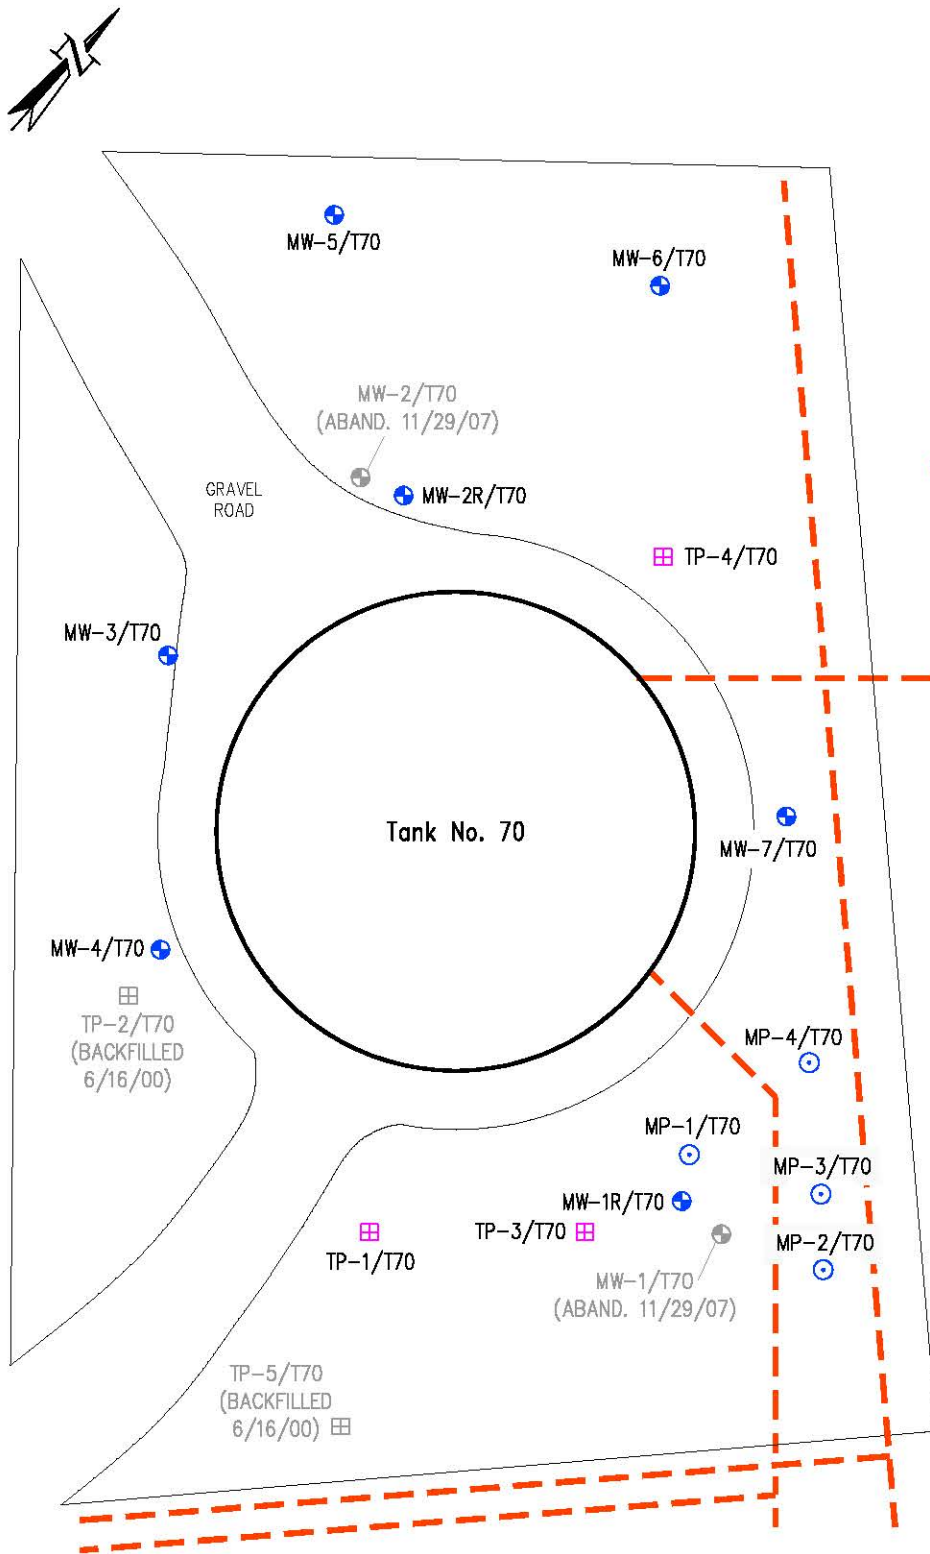 N
MW-5/T70
MW-6/T70
MW-2/T70
(ABAND. 11/29/07)
GRAVEL
ROAD
MW-2R/T70
TP-4/T70
MW-3/T70
Tank No. 70
MW-7/T70
MW-4/T70
TP-2/T70
(BACKFILLED
6/16/00)
MP-4/T70
MP-1/T70
MP-3/T70
MW-1R/T70
TP-3/T70
TP-1/T70
MP-2/T70
MW-1/T70
(ABAND. 11/29/07)
TP-5/T70
(BACKFILLED
6/16/00)